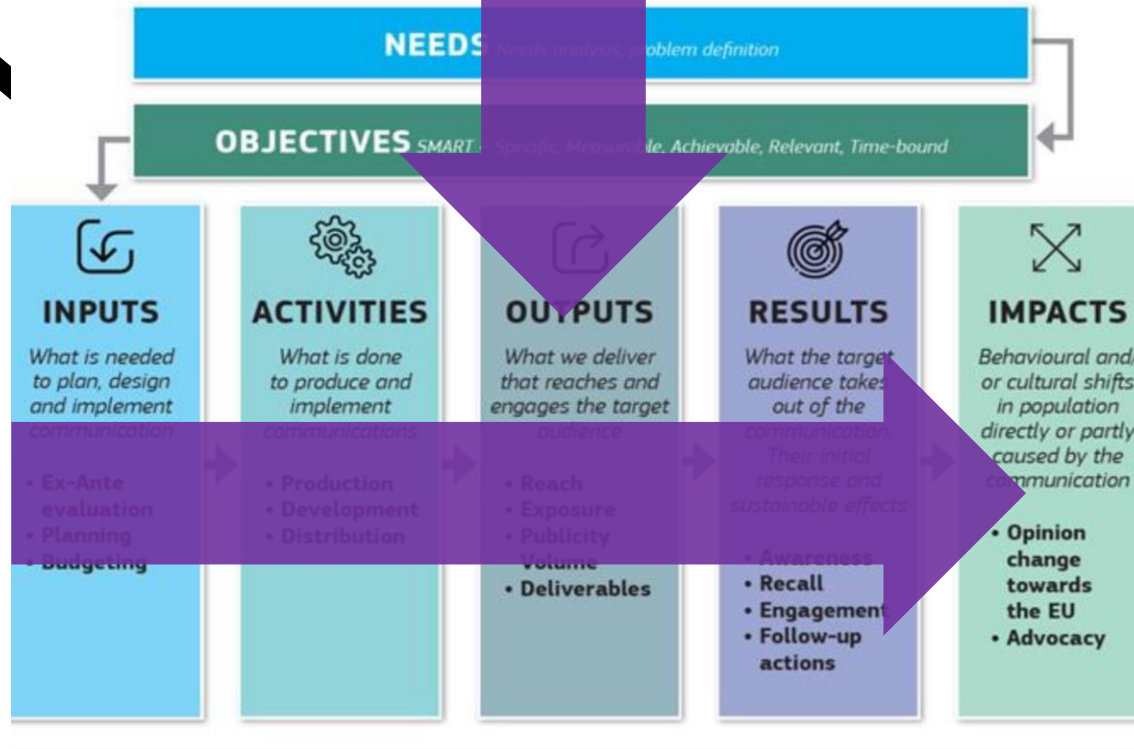 NEEDS Needs analysis, problem definition
OBJECTIVES SMART - Specific, Measurable, Achievable, Relevant, Time-bound
INPUTS
What is needed
to plan, design
and implement
communication
• Ex-Ante
evaluation
• Planning
• Budgeting
ACTIVITIES
What is done
to produce and
implement
communications
• Production
• Development
• Distribution
OUTPUTS
What we deliver
that reaches and
engages the target
audience
• Reach
• Exposure
• Publicity
Volume
• Deliverables
RESULTS
What the target
audience takes
out of the
communication
Their initial
response and
sustainable effects
• Awareness
• Recall
• Engagement
• Follow-up
actions
IMPACTS
Behavioural and/
or cultural shifts
in population
directly or partly
caused by the
communication
• Opinion
change
towards
the EU
• Advocacy